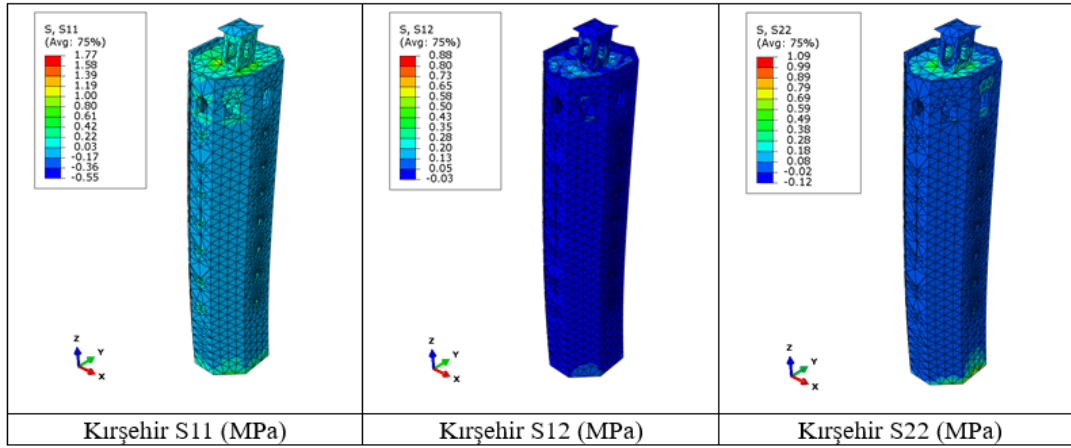 S, S11
(Avg: 75%)
1.77
1.58
1.39
1.19
1.00
0.80
0.61
0.42
0.22
0.03
-0.17
-0.36
-0.55
Z
Y
X
Kırşehir S11 (MPa)
S, S12
(Avg: 75%)
0.88
0.80
0.73
0.65
0.58
0.50
0.43
0.35
0.28
0.20
0.13
0.05
-0.03
Z
Y
X
Kırşehir S12 (MPa)
S, S22
(Avg: 75%)
1.09
0.99
0.89
0.79
0.69
0.59
0.49
0.38
0.28
0.18
0.08
-0.02
-0.12
Z
Y
X
Kırşehir S22 (MPa)